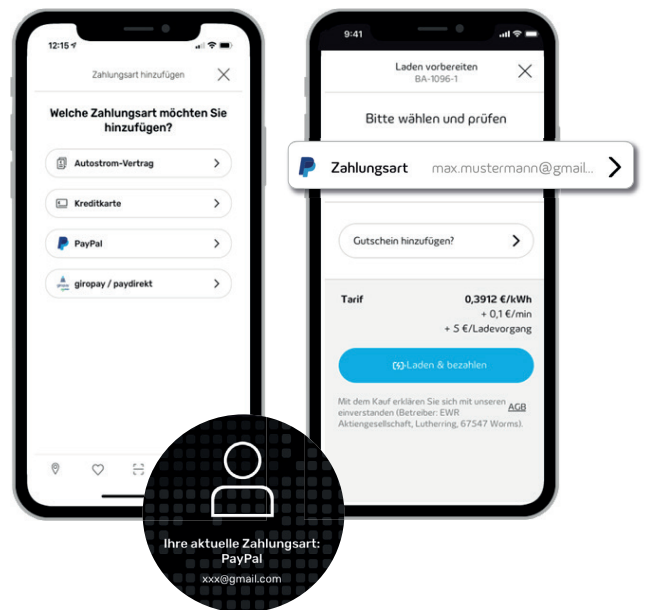 12:15
Zahlungsart hinzufügen
Welche Zahlungsart möchten Sie
hinzufügen?
Autostrom-Vertrag
Kreditkarte
PayPal
giropay / paydirekt
Ihre aktuelle Zahlungsart:
PayPal
xxx@gmail.com
9:41
Laden vorbereiten
BA-1096-1
Bitte wählen und prüfen
Zahlungsart max.mustermann@gmail...
Gutschein hinzufügen?
Tarif 0,3912 €/kWh
+ 0,1 €/min
+ 5 €/Ladevorgang
Laden & bezahlen
Mit dem Kauf erklären Sie sich mit unseren AGB
einverstanden (Betreiber: EWR
Aktiengesellschaft, Lutherring, 67547 Worms).